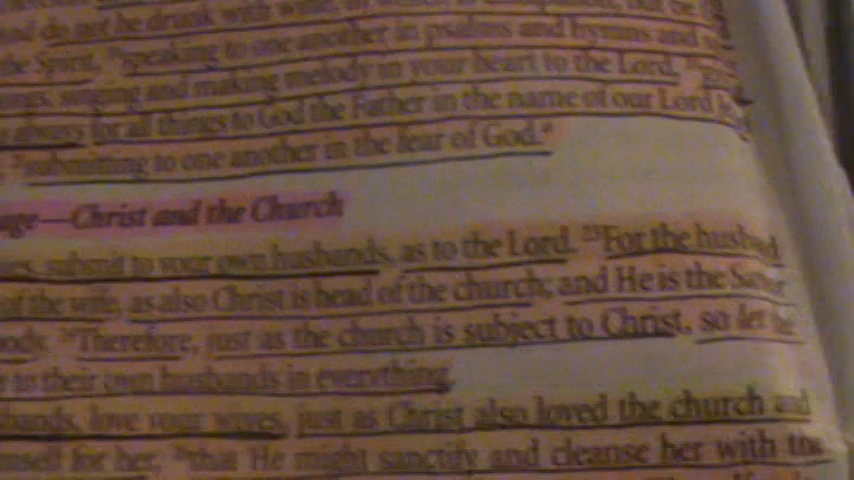 do not be drunk with wine, in which is
the Spirit, speaking to one another in psalms and hymns and
singing and making melody in your heart to the Lord,
always for all things to God the Father in the name of our Lord
submitting to one another in the fear of God.
age—Christ and the Church
submit to your own husbands, as to the Lord. 23For the husband
of the wife, as also Christ is head of the church; and He is the Savior
body. 24Therefore, just as the church is subject to Christ, so let the
to their own husbands in everything.
love your wives, just as Christ also loved the church and
for her, 26that He might sanctify and cleanse her with the